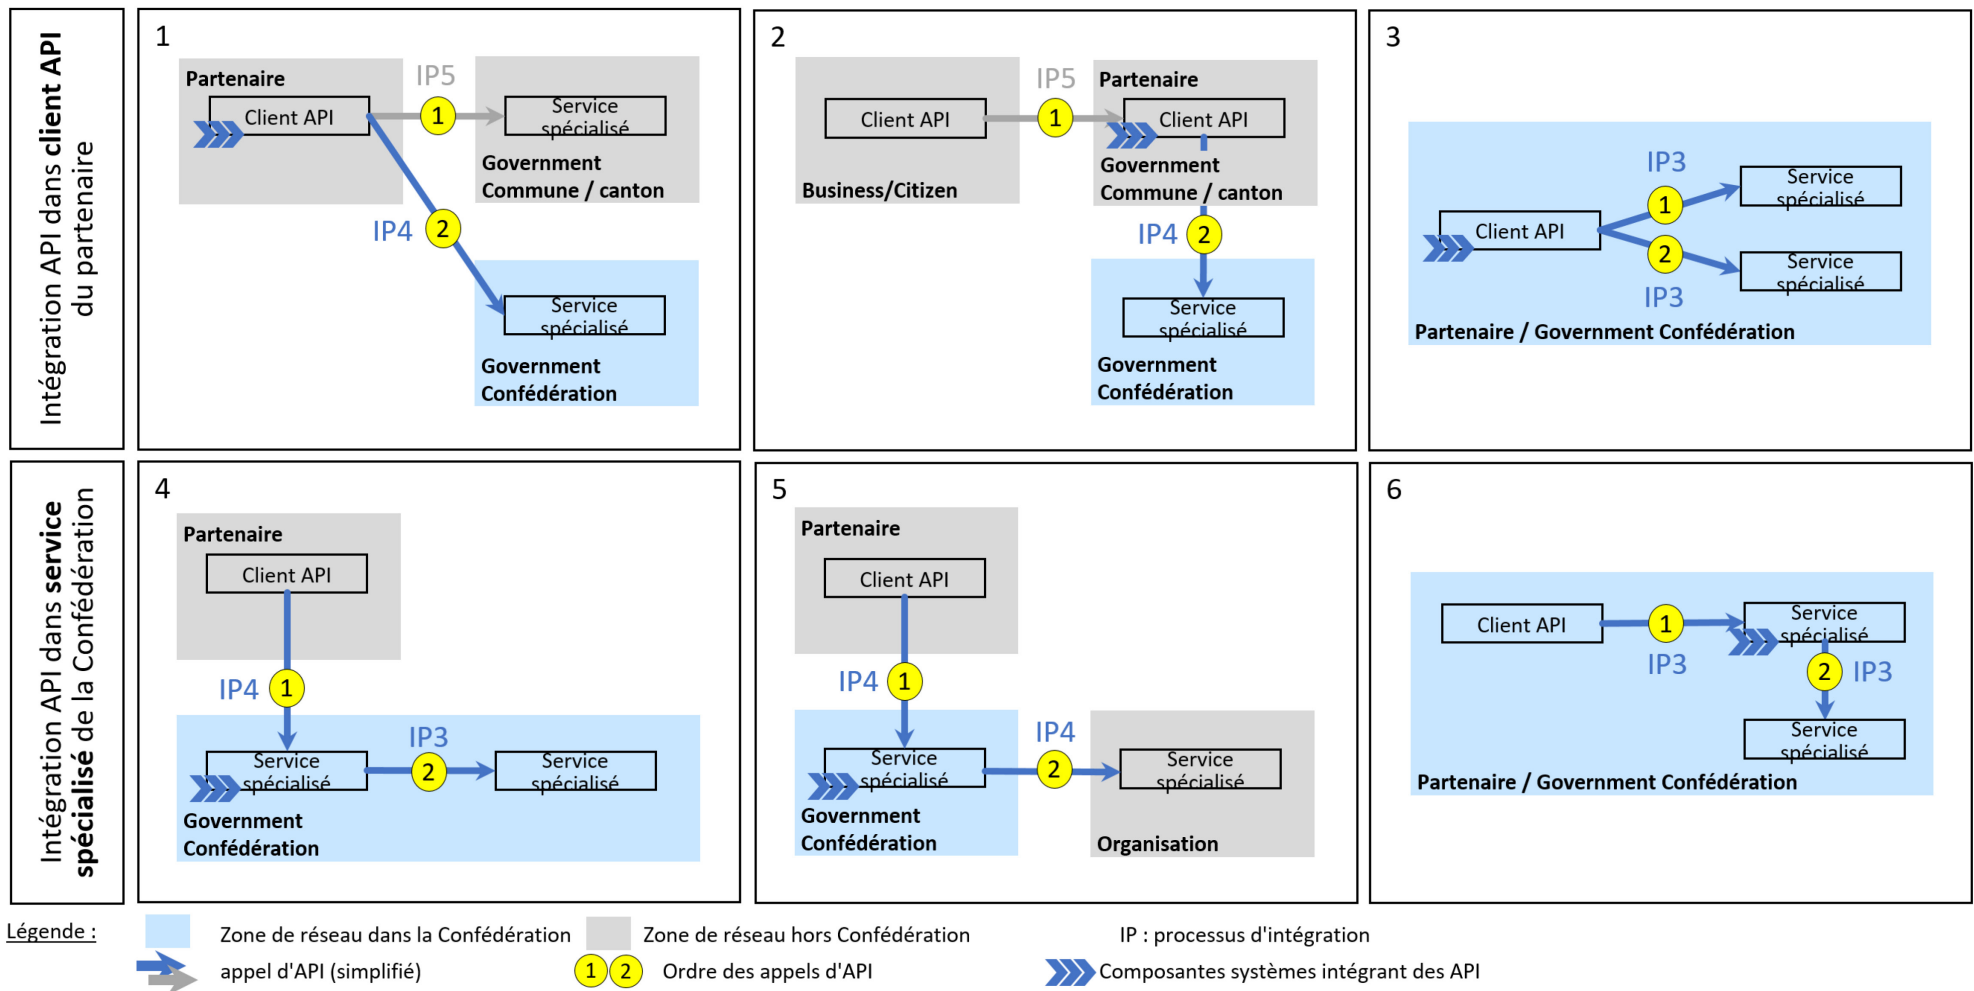 Intégration API dans client API
du partenaire
1
Partenaire
Client API
IP5
1
Service
spécialisé
Government
Commune / canton
IP4
2
Service
spécialisé
Government
Confédération
2
Client API
Business/Citizen
IP5
1
Partenaire
Client API
Government
Commune / canton
IP4
2
Service
spécialisé
Government
Confédération
3
Client API
IP3
1
2
IP3
Service
spécialisé
Service
spécialisé
Partenaire / Government Confédération
Intégration API dans service
spécialisé de la Confédération
4
Partenaire
Client API
IP4
1
Service
spécialisé
IP3
2
Service
spécialisé
Government
Confédération
5
Partenaire
Client API
IP4
1
Service
spécialisé
Government
Confédération
IP4
2
Service
spécialisé
Organisation
6
Client API
1
IP3
Service
spécialisé
2
IP3
Service
spécialisé
Partenaire / Government Confédération
Légende :
Zone de réseau dans la Confédération
Zone de réseau hors Confédération
IP : processus d'intégration
appel d'API (simplifié)
1 2
Ordre des appels d'API
Composantes systèmes intégrant des API